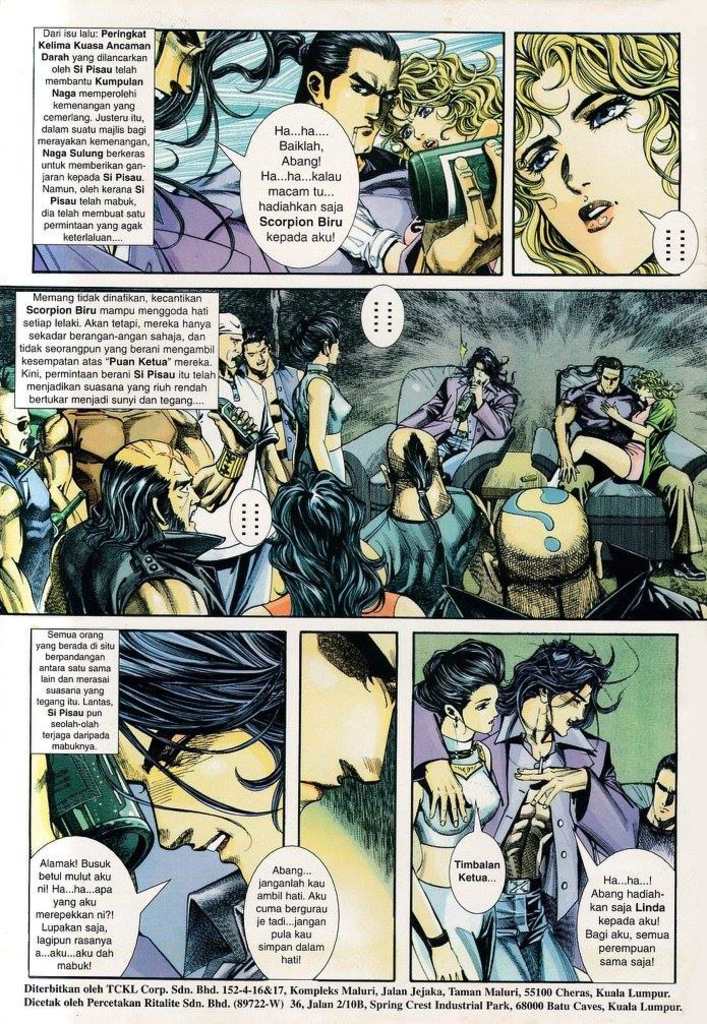 Dari isu lalu: Peringkat
Kelima Kuasa Ancaman
Darah yang dilancarkan
oleh Si Pisau telah
membantu Kumpulan
Naga memperolehi
kemenangan yang
cemerlang. Justeru itu,
dalam suatu majlis bagi
merayakan kemenangan,
Naga Sulung berkeras
untuk memberikan gan-
jaran kepada Si Pisau.
Namun, oleh kerana Si
Pisau telah mabuk,
dia telah membuat satu
permintaan yang agak
keterlaluan....
Ha...ha....
Baiklah,
Abang!
Ha...ha...kalau
macam tu...
hadiahkan saja
Scorpion Biru
kepada aku!
Memang tidak dinafikan, kecantikan
Scorpion Biru mampu menggoda hati
setiap lelaki. Akan tetapi, mereka hanya
sekadar berangan-angan sahaja, dan
tidak seorangpun yang berani mengambil
kesempatan atas "Puan Ketua" mereka.
Kini, permintaan berani Si Pisau itu telah
menjadikan suasana yang riuh rendah
bertukar menjadi sunyi dan tegang....
Semua orang
yang berada di situ
berpandangan
antara satu sama
lain dan merasai
suasana yang
tegang itu. Lantas,
Si Pisau pun
seolah-olah
terjaga daripada
mabuknya.
Alamak! Busuk
betul mulut aku
ni! Ha...ha...apa
yang aku
merepekkan ni?!
Lupakan saja,
lagipun rasanya
a...aku...aku dah
mabuk!
Abang...
janganlah kau
ambil hati. Aku
cuma bergurau
je tadi...jangan
pula kau
simpan dalam
hati!
Timbalan
Ketua...
Ha...ha...!
Abang hadiah-
kan saja Linda
kepada aku!
Bagi aku, semua
perempuan
sama saja!
Diterbitkan oleh TCKL Corp. Sdn. Bhd. 152-4-16&17, Kompleks Maluri, Jalan Jejaka, Taman Maluri, 55100 Cheras, Kuala Lumpur.
Dicetak oleh Percetakan Ritalite Sdn. Bhd. (89722-W) 36, Jalan 2/10B, Spring Crest Industrial Park, 68000 Batu Caves, Kuala Lumpur.